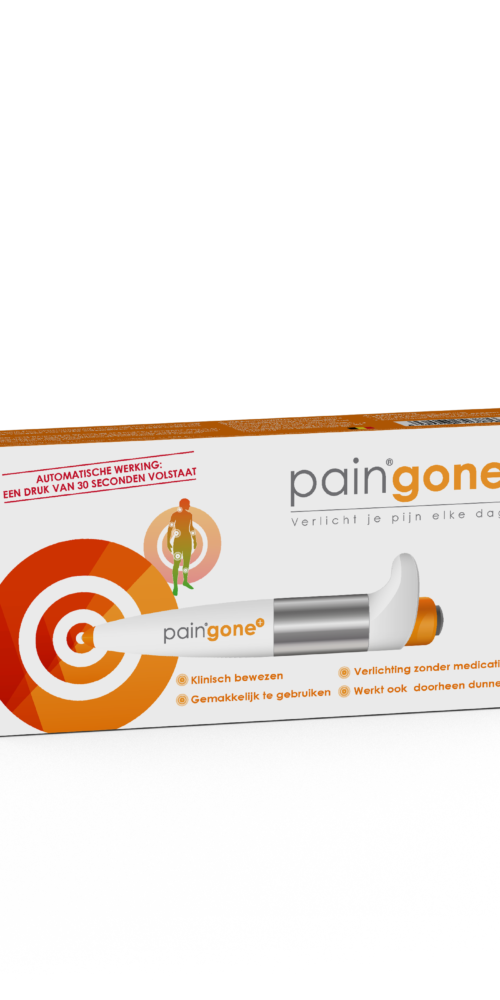 AUTOMATISCHE WERKING:
EEN DRUK VAN 30 SECONDEN VOLSTAAT
pain®gone
Verlicht je pijn elke dag
pain®gone+
Klinisch bewezen
Gemakkelijk te gebruiken
Verlichting zonder medicati
Werkt ook doorheen dunne